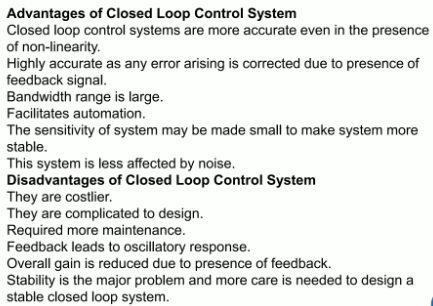 Advantages of Closed Loop Control System
Closed loop control systems are more accurate even in the presence
of non-linearity.
Highly accurate as any error arising is corrected due to presence of
feedback signal.
Bandwidth range is large.
Facilitates automation.
The sensitivity of system may be made small to make system more
stable.
This system is less affected by noise.
Disadvantages of Closed Loop Control System
They are costlier.
They are complicated to design.
Required more maintenance.
Feedback leads to oscillatory response.
Overall gain is reduced due to presence of feedback.
Stability is the major problem and more care is needed to design a
stable closed loop system.